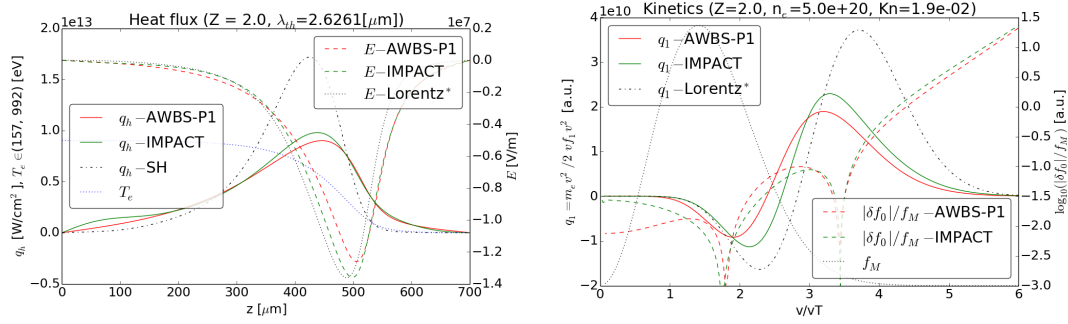 Heat flux (Z = 2.0, λth=2.6261[μm])
1e13
1e7
2.0
1.5
1.0
0.5
0.0
−0.5
qh [W/cm²], Te∈(157, 992) [eV]
0.2
0.0
−0.2
−0.4
−0.6
−0.8
−1.0
−1.2
−1.4
E [V/m]
E−AWBS-P1
E−IMPACT
E−Lorentz*
qh−AWBS-P1
qh−IMPACT
qh−SH
Te
0
100
200
300
400
500
600
700
z [μm]
Kinetics (Z=2.0, ne=5.0e+20, Kn=1.9e-02)
1e10
4
3
2
1
0
−1
−2
q1 =mev²/2 vf1v² [a.u.]
1.5
1.0
0.5
0.0
−0.5
−1.0
−1.5
−2.0
−2.5
−3.0
log10(|δf0|/fM) [a.u.]
q1−AWBS-P1
q1−IMPACT
q1−Lorentz*
|δf0|/fM−AWBS-P1
|δf0|/fM−IMPACT
fM
0
1
2
3
4
5
6
v/vT